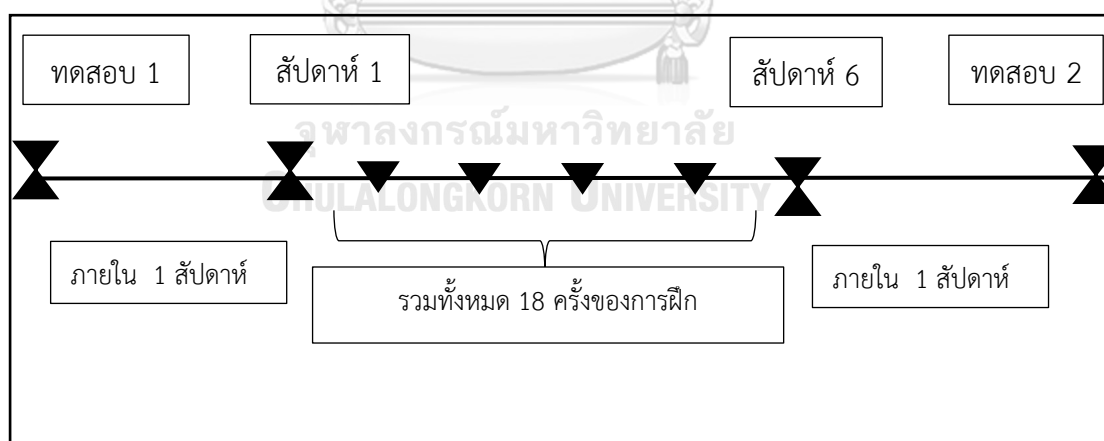 ทดสอบ 1
สัปดาห์ 1
สัปดาห์ 6
ทดสอบ 2
จุฬาลงกรณ์มหาวิทยาลัย
CHULALONGKORN UNIVERSITY
ภายใน 1 สัปดาห์
รวมทั้งหมด 18 ครั้งของการฝึก
ภายใน 1 สัปดาห์